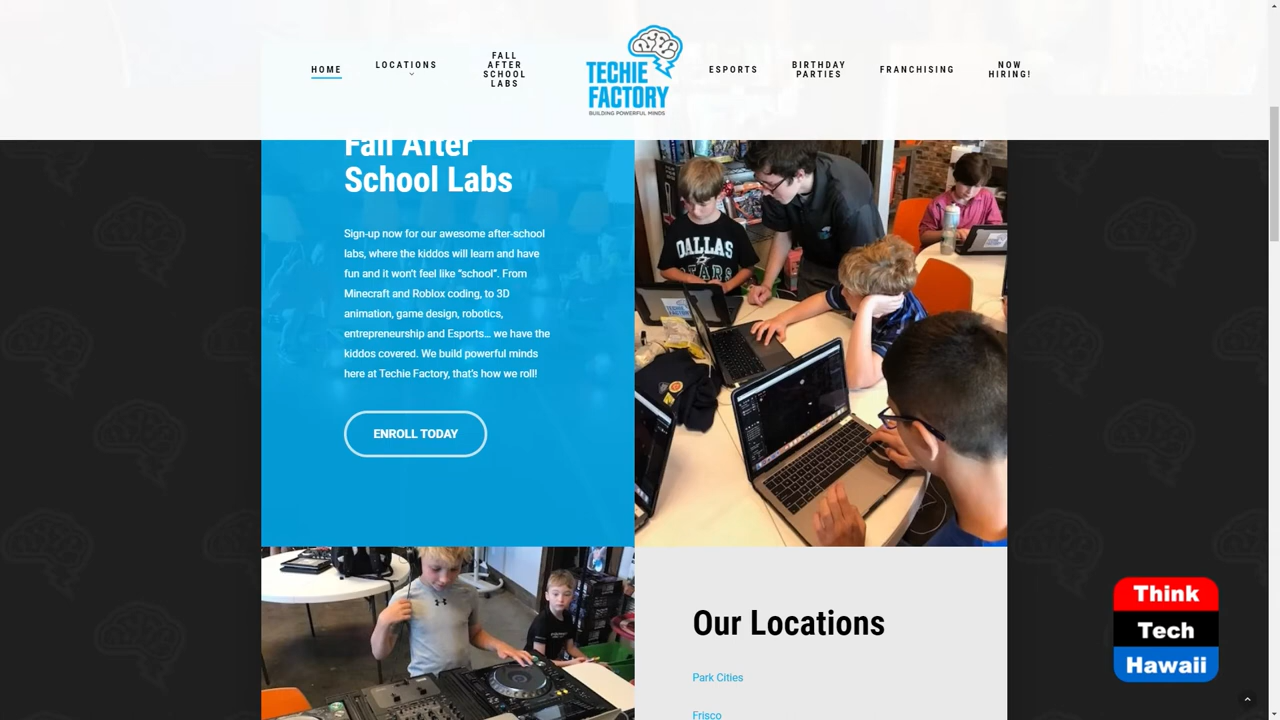 HOME
LOCATIONS
FALL
AFTER
SCHOOL
LABS
TECHIE
FACTORY
BUILDING POWERFUL MINDS
ESPORTS
BIRTHDAY
PARTIES
FRANCHISING
NOW
HIRING!
Fall After
School Labs
Sign-up now for our awesome after-school
labs, where the kiddos will learn and have
fun and it won’t feel like “school”. From
Minecraft and Roblox coding, to 3D
animation, game design, robotics,
entrepreneurship and Esports… we have the
kiddos covered. We build powerful minds
here at Techie Factory, that’s how we roll!
ENROLL TODAY
DALLAS
STARS
Our Locations
Park Cities
Frisco
Think
Tech
Hawaii